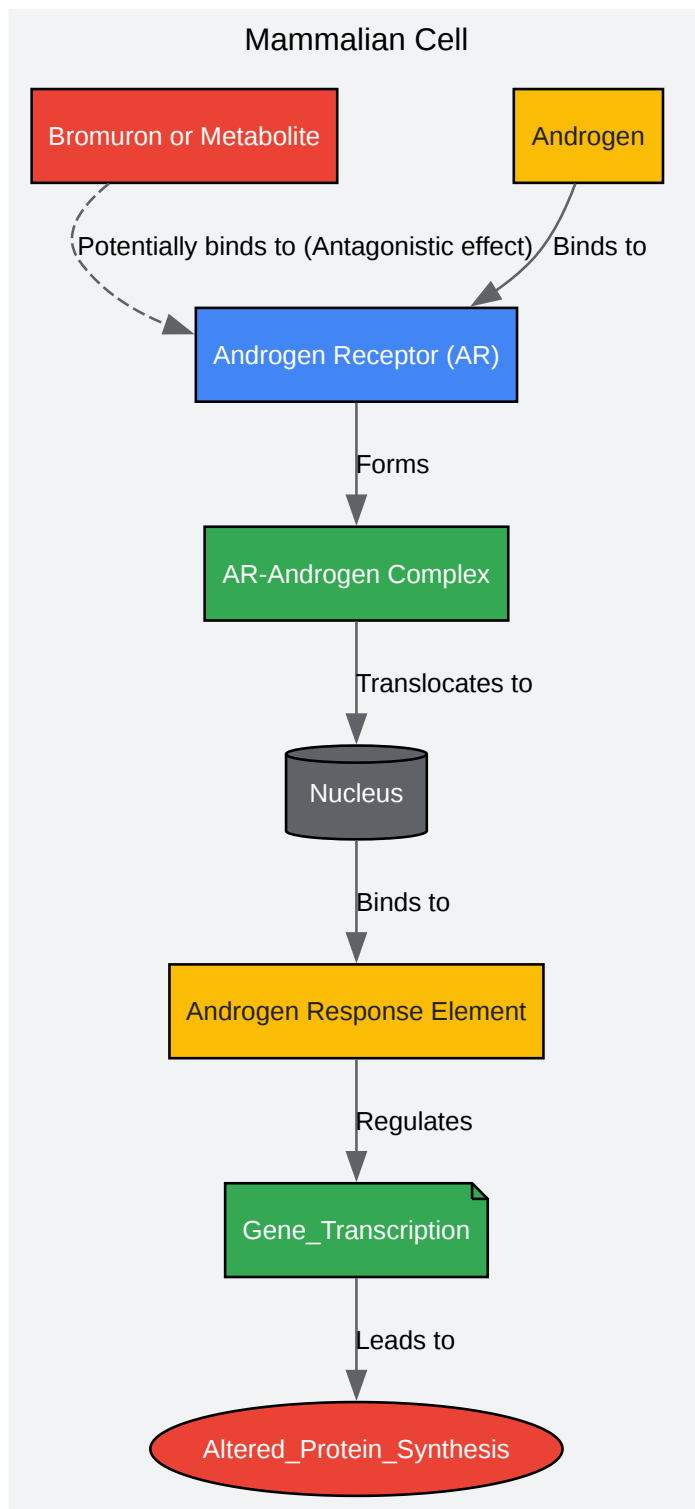 Mammalian Cell
Bromuron or Metabolite
Androgen
Potentially binds to (Antagonistic effect)
Binds to
Androgen Receptor (AR)
Forms
AR-Androgen Complex
Translocates to
Nucleus
Binds to
Androgen Response Element
Regulates
Gene_Transcription
Leads to
Altered_Protein_Synthesis